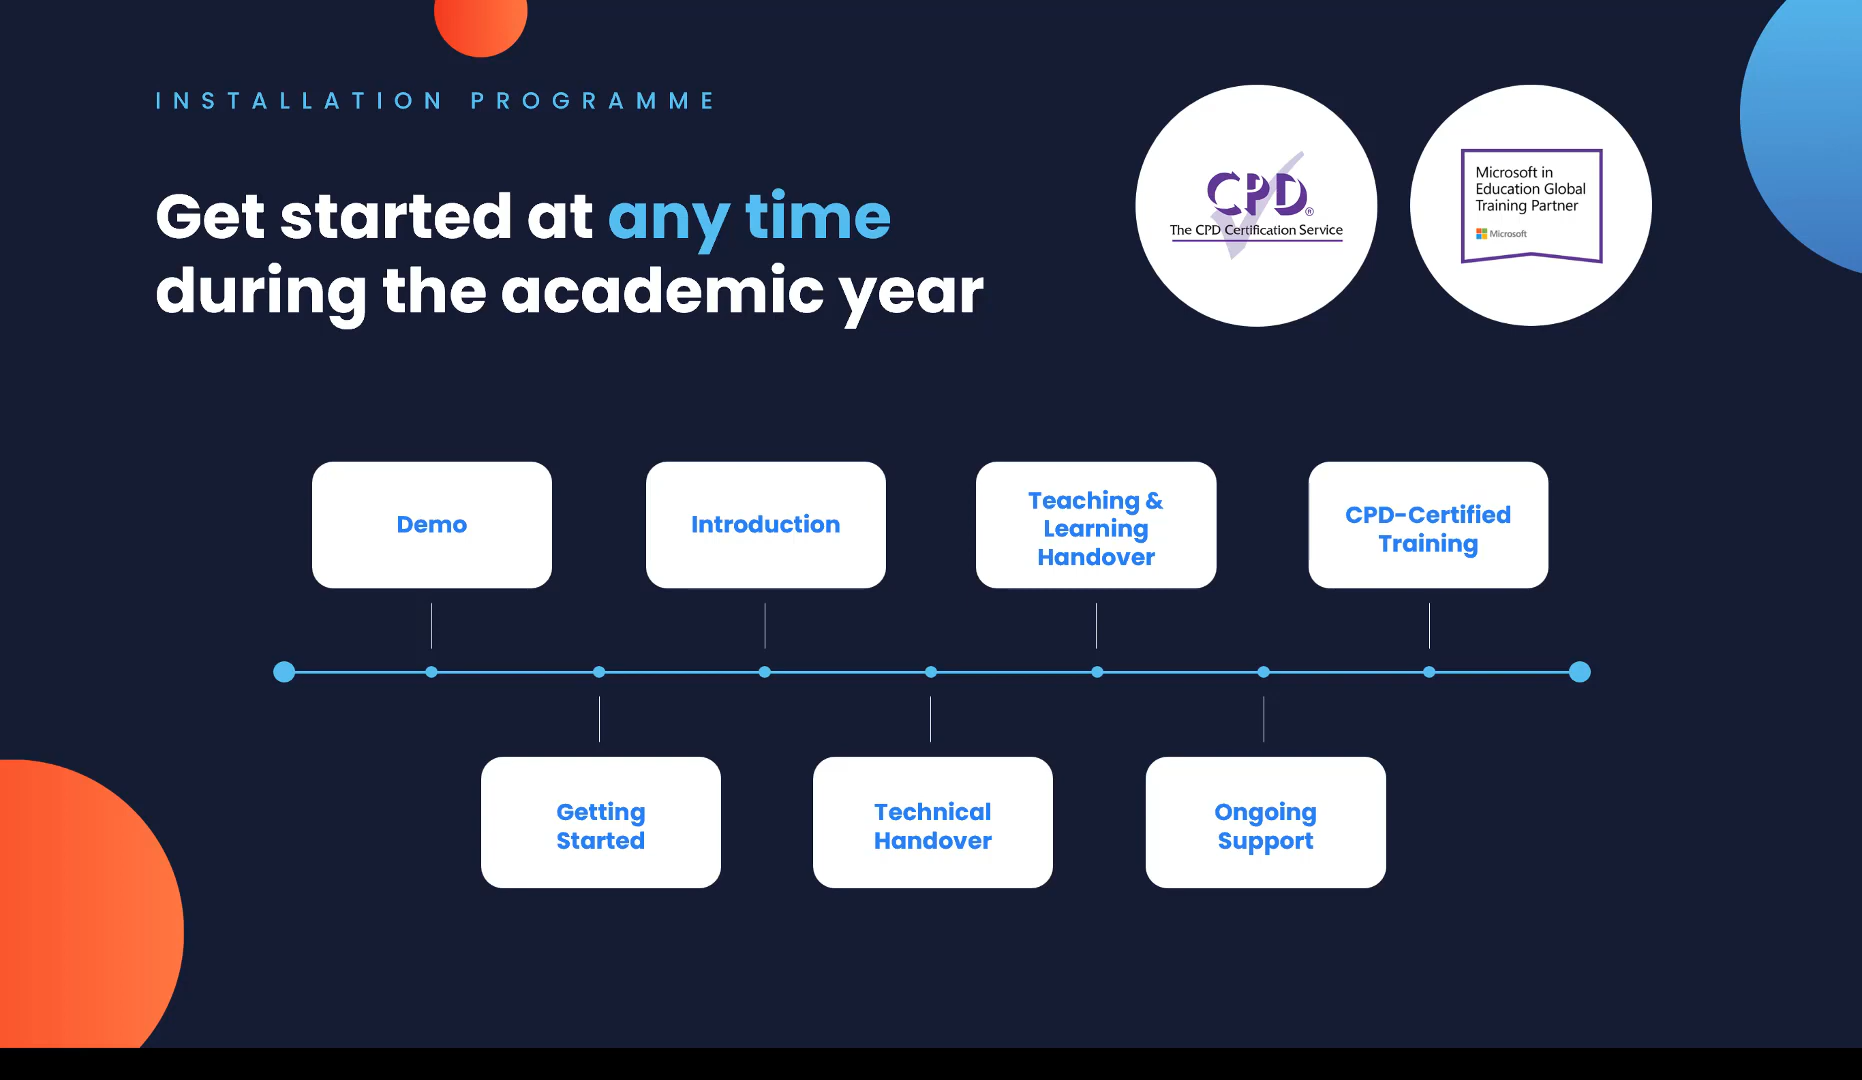 INSTALLATION PROGRAMME
Get started at any time
during the academic year
CPD®
The CPD Certification Service
Microsoft in
Education Global
Training Partner
Microsoft
Demo
Introduction
Teaching &
Learning
Handover
CPD-Certified
Training
Getting
Started
Technical
Handover
Ongoing
Support